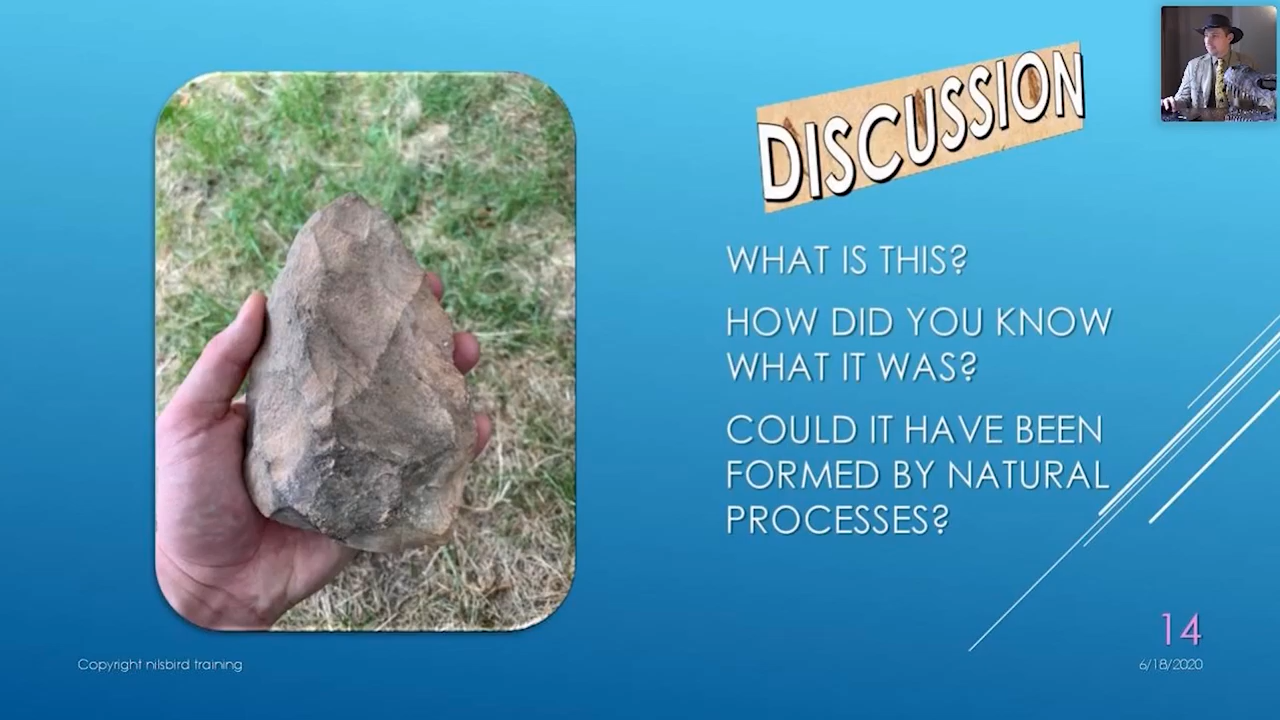 DISCUSSION
WHAT IS THIS?
HOW DID YOU KNOW
WHAT IT WAS?
COULD IT HAVE BEEN
FORMED BY NATURAL
PROCESSES?
14
Copyright nilsbird training
6/18/2020